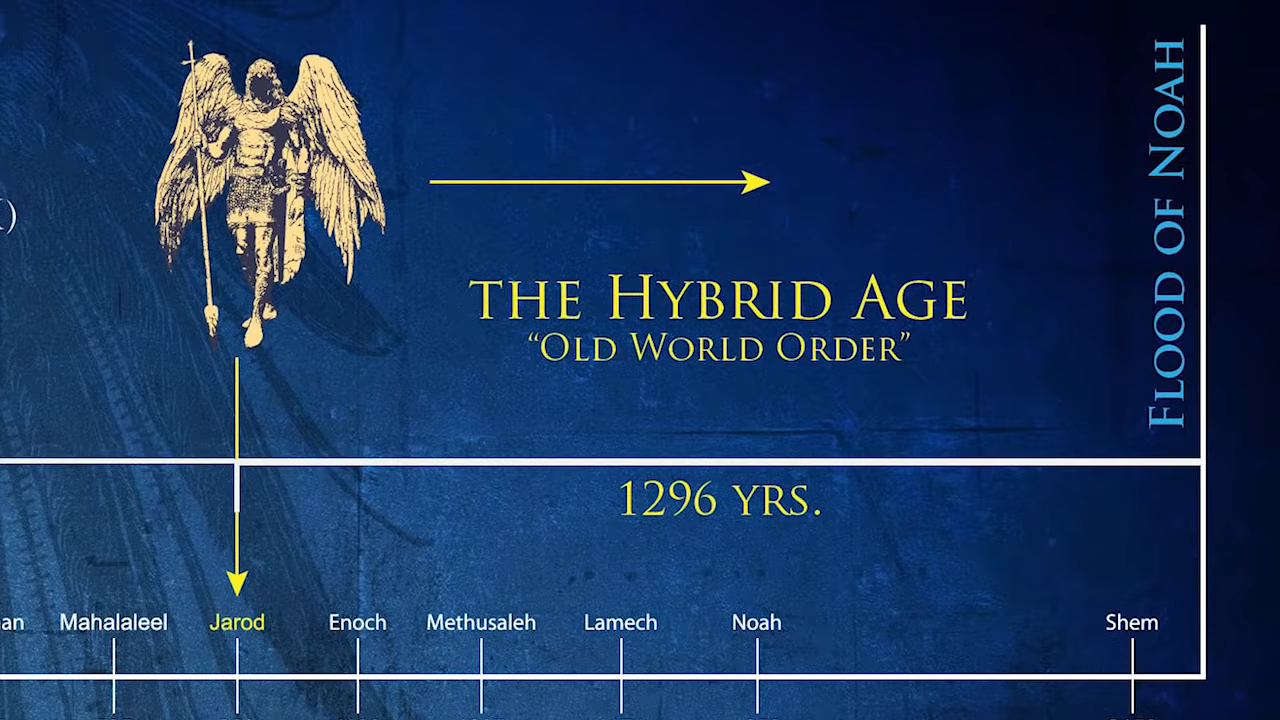 FLOOD OF NOAH
THE HYBRID AGE
“OLD WORLD ORDER”
1296 YRS.
Mahalaleel Jarod Enoch Methusaleh Lamech Noah Shem